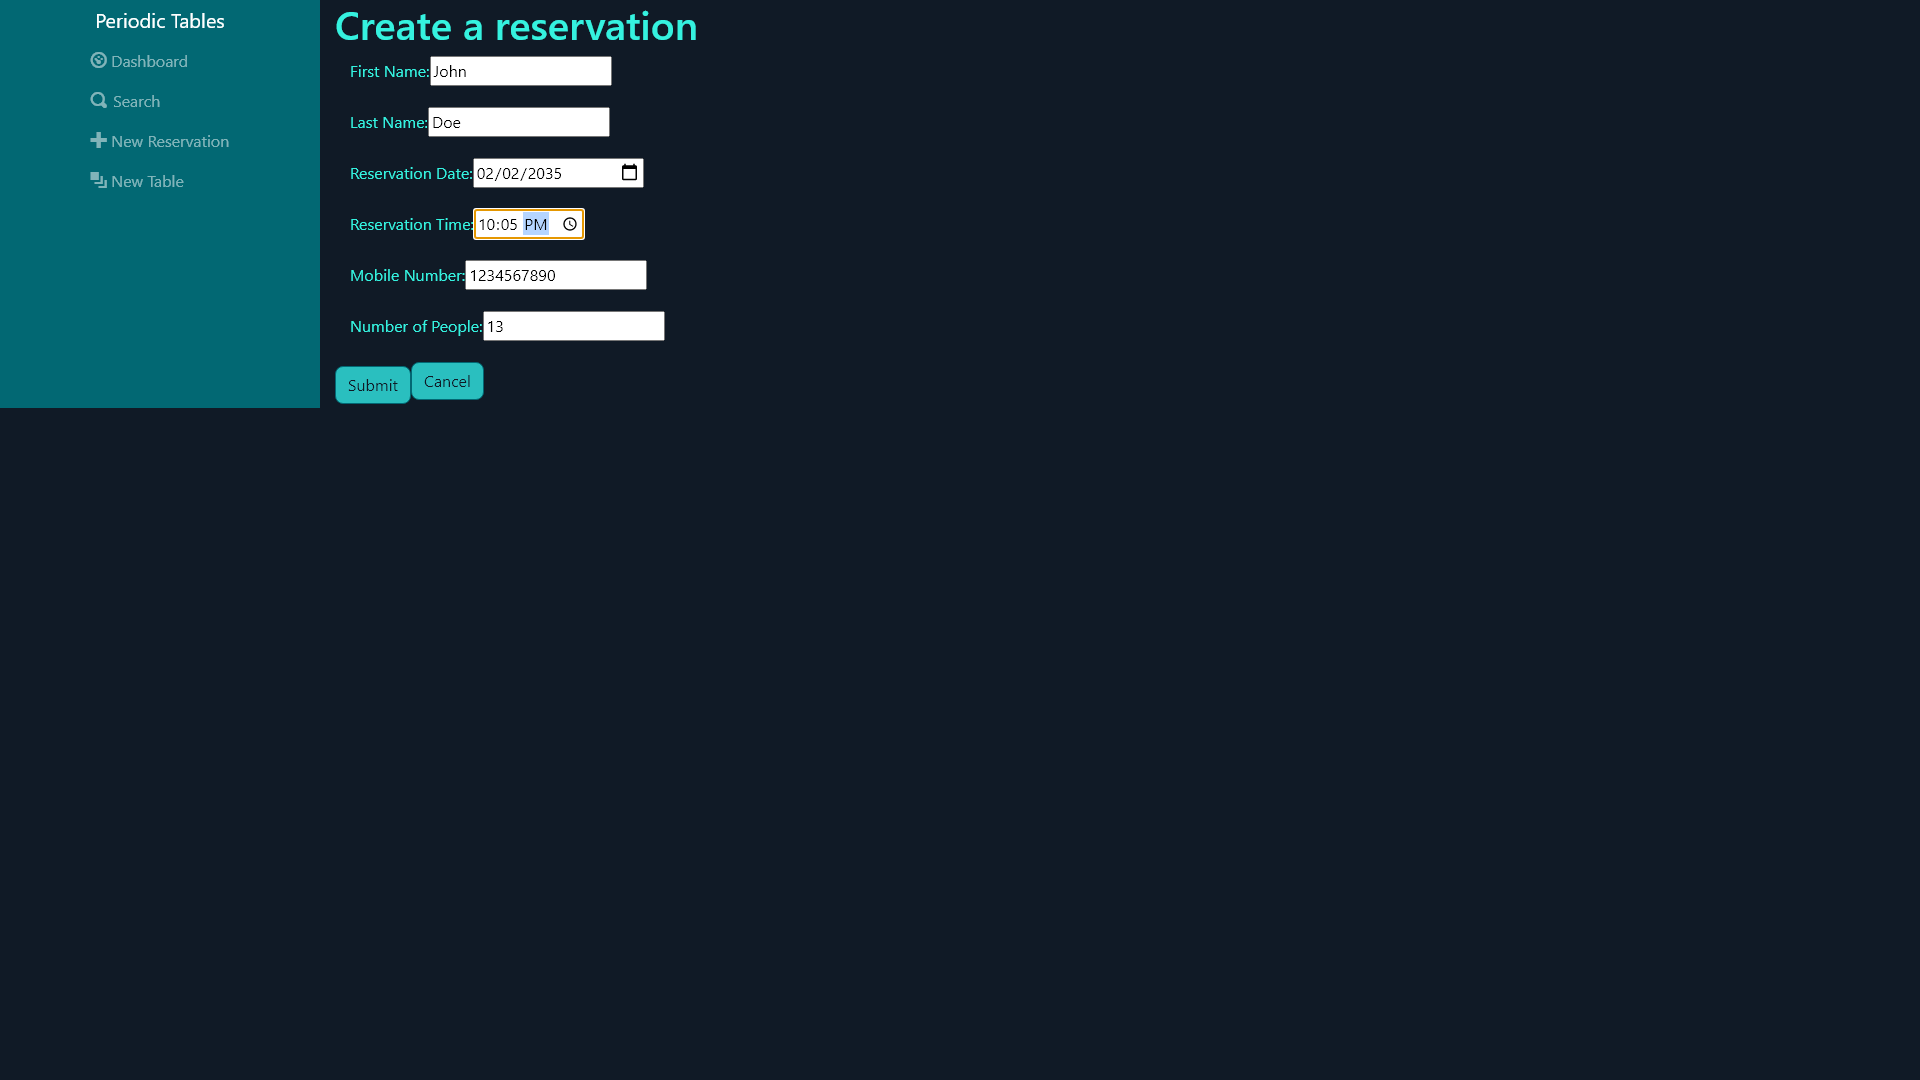 Periodic Tables
Dashboard
Search
New Reservation
New Table
Create a reservation
First Name: John
Last Name: Doe
Reservation Date: 02/02/2035
Reservation Time: 10:05 PM
Mobile Number: 1234567890
Number of People: 13
Submit Cancel